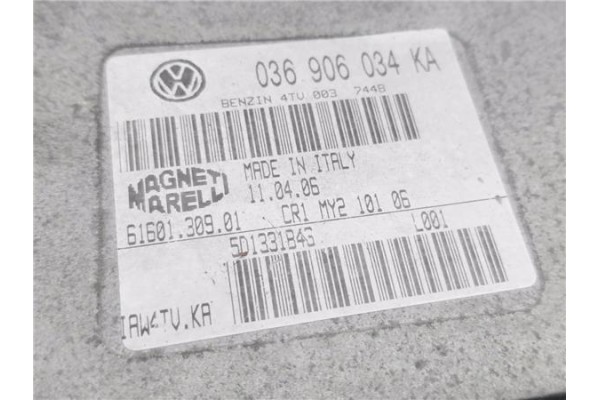 036 906 034 KA
BENZIN 4TV 003 7448
MAGNETI MARELLI
MADE IN ITALY
11.04.06
61601.309.01 CR1 MY2 101 06
5D1331B4S L001
IAW4TV.KA